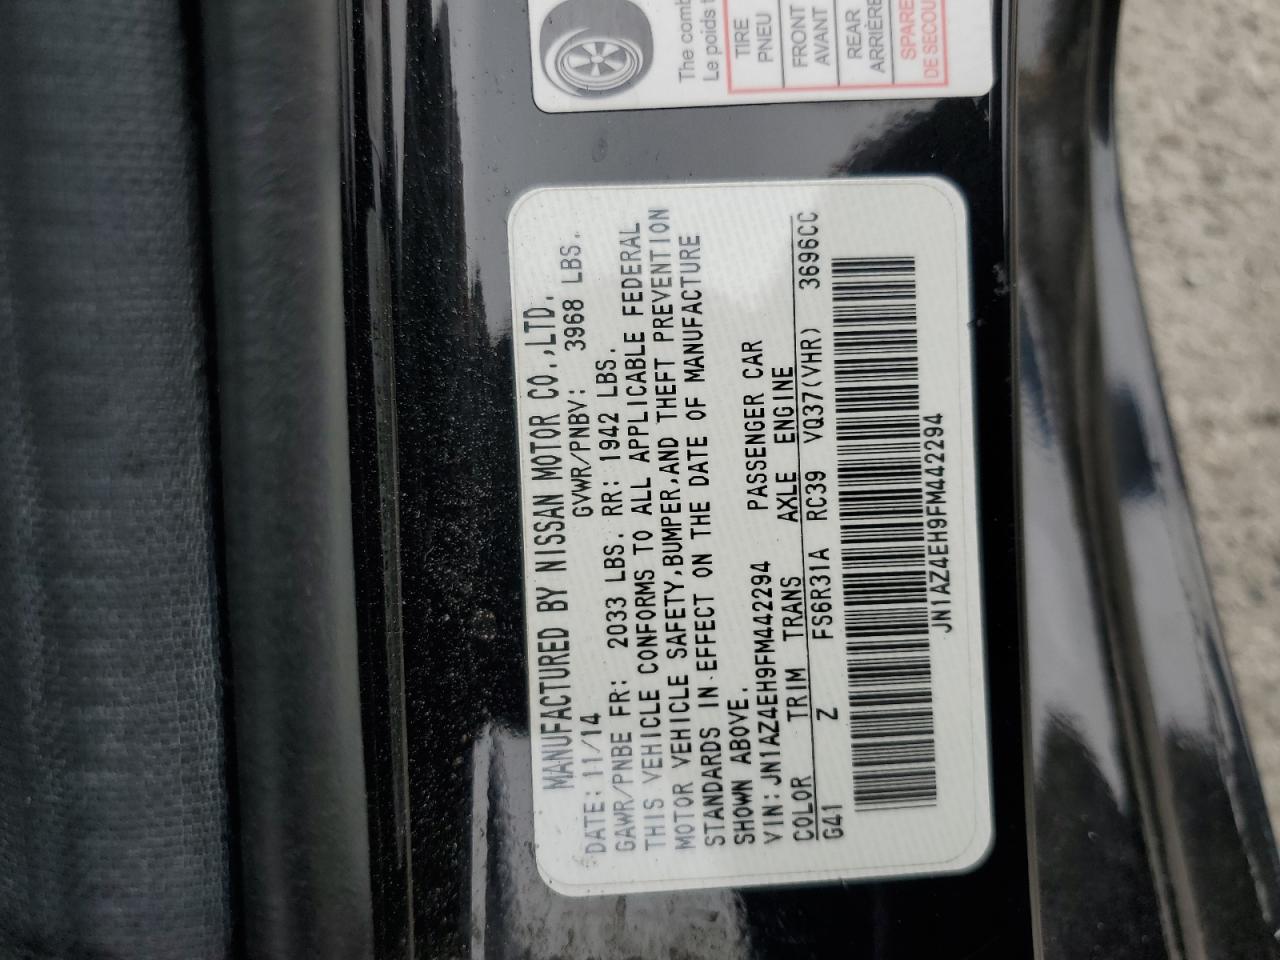 The comb
Le poids t
TIRE
PNEU
FRONT
AVANT
REAR
ARRIERE
SPARE
DE SECOU
MANUFACTURED BY NISSAN MOTOR CO.,LTD.
DATE: 11/14 GVWR/PNBV: 3968 LBS.
GAWR/PNBE FR: 2033 LBS. RR: 1942 LBS.
THIS VEHICLE CONFORMS TO ALL APPLICABLE FEDERAL
MOTOR VEHICLE SAFETY,BUMPER,AND THEFT PREVENTION
STANDARDS IN EFFECT ON THE DATE OF MANUFACTURE
SHOWN ABOVE.
VIN: JN1AZ4EH9FM442294 PASSENGER CAR
COLOR TRIM TRANS AXLE ENGINE
G41 Z FS6R31A RC39 VQ37(VHR) 3696CC
JN1AZ4EH9FM442294